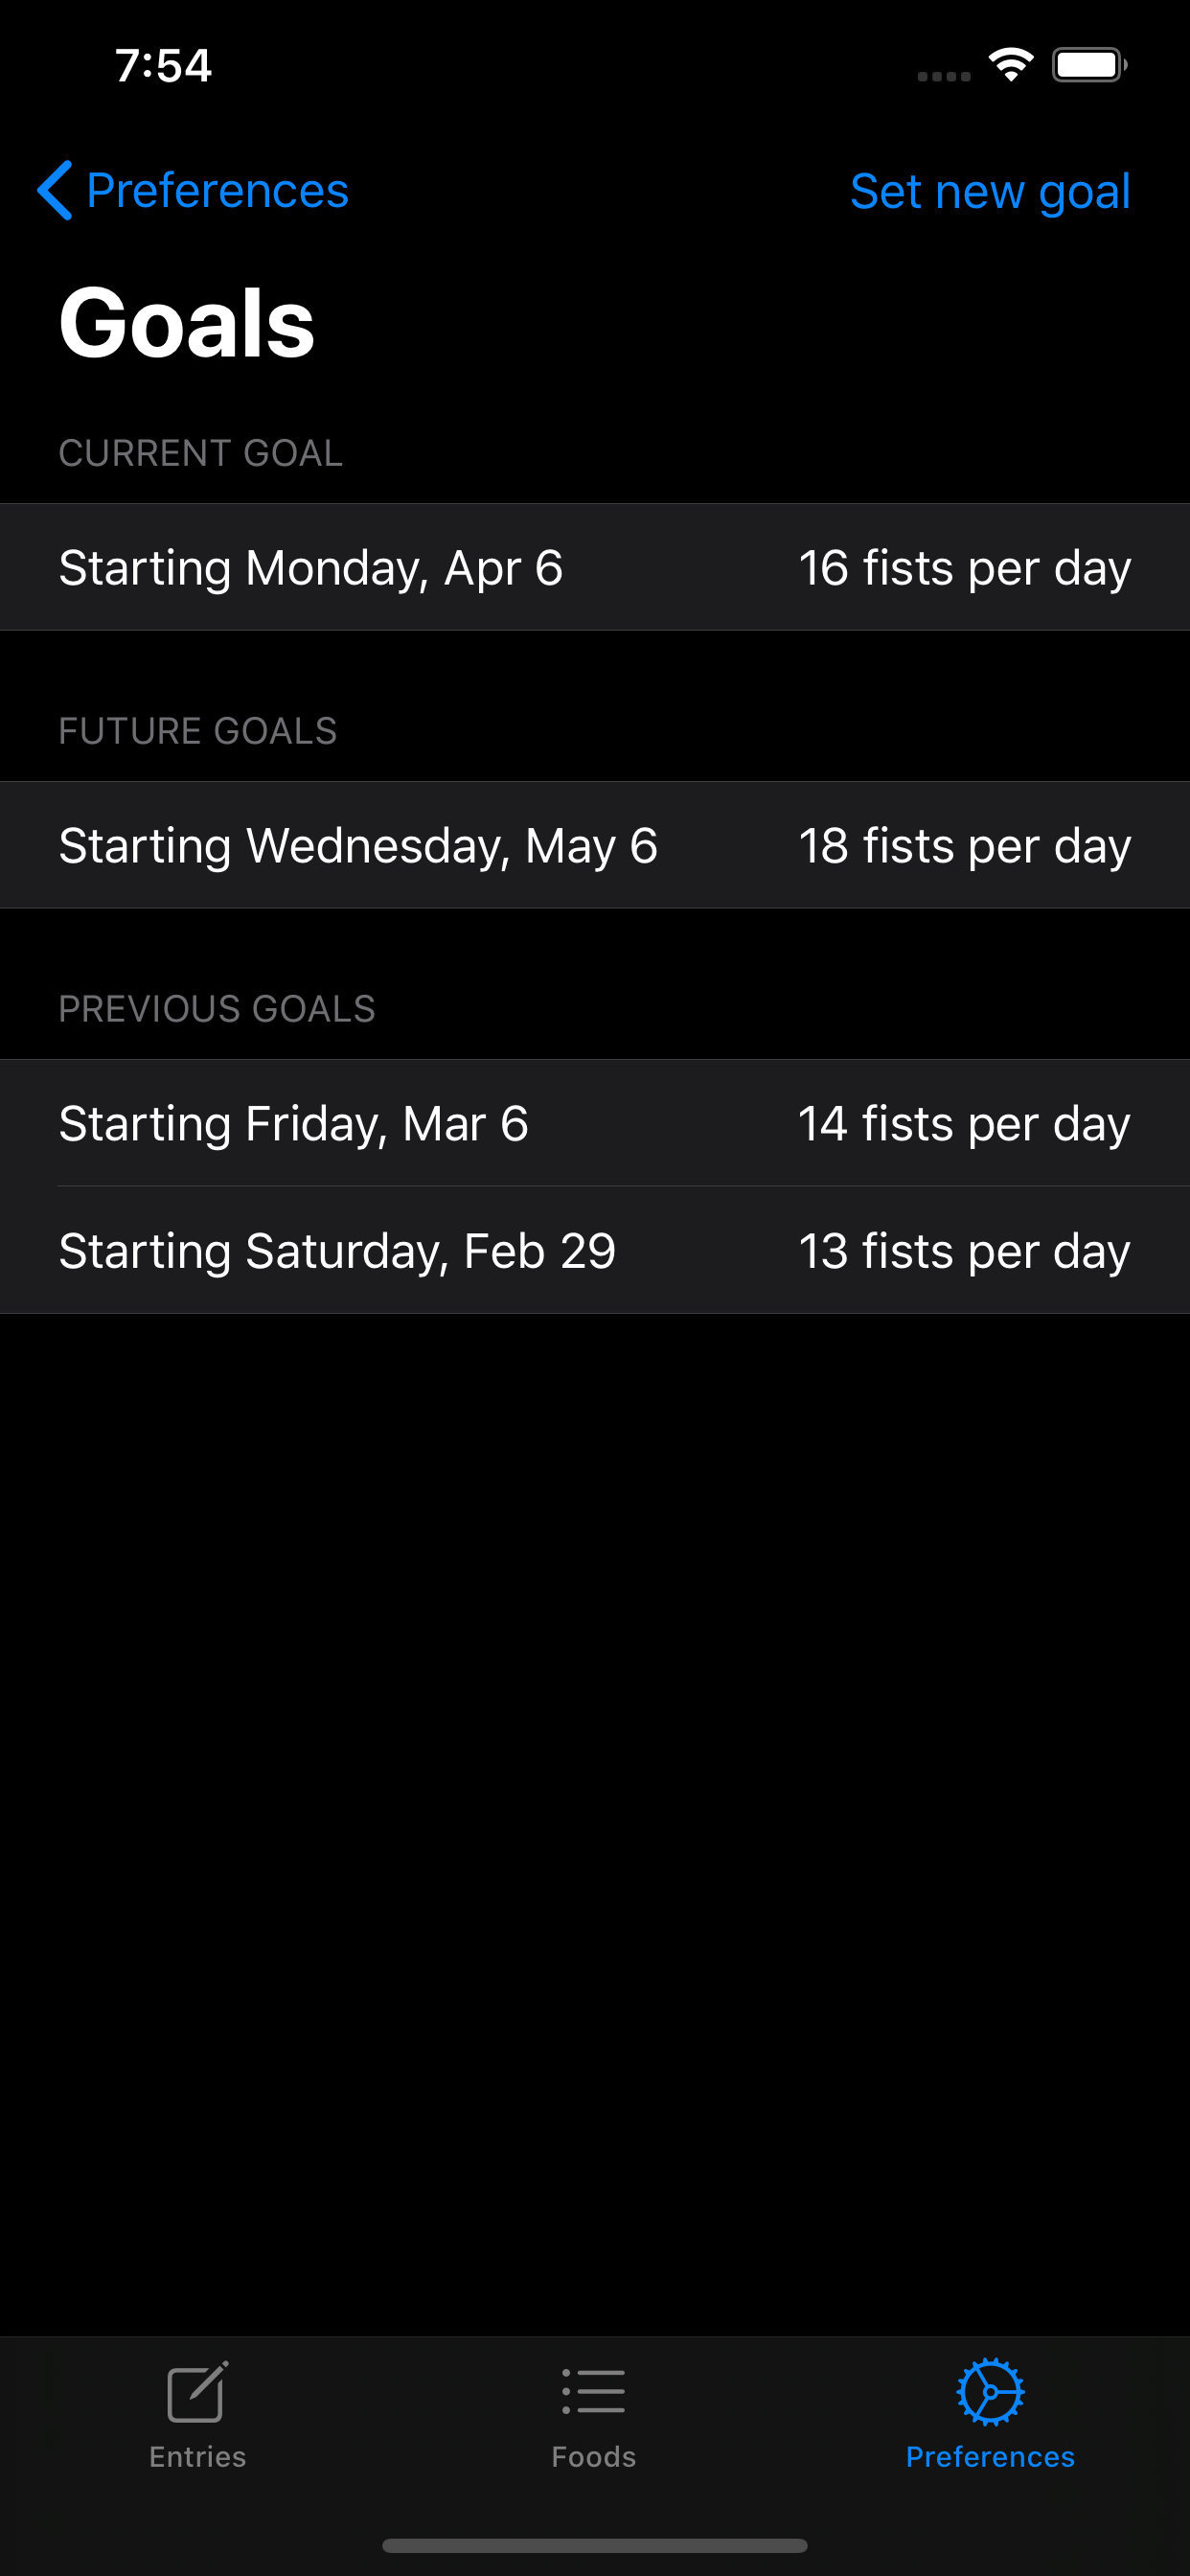 7:54
Preferences
Set new goal
Goals
CURRENT GOAL
Starting Monday, Apr 6
16 fists per day
FUTURE GOALS
Starting Wednesday, May 6
18 fists per day
PREVIOUS GOALS
Starting Friday, Mar 6
14 fists per day
Starting Saturday, Feb 29
13 fists per day
Entries
Foods
Preferences